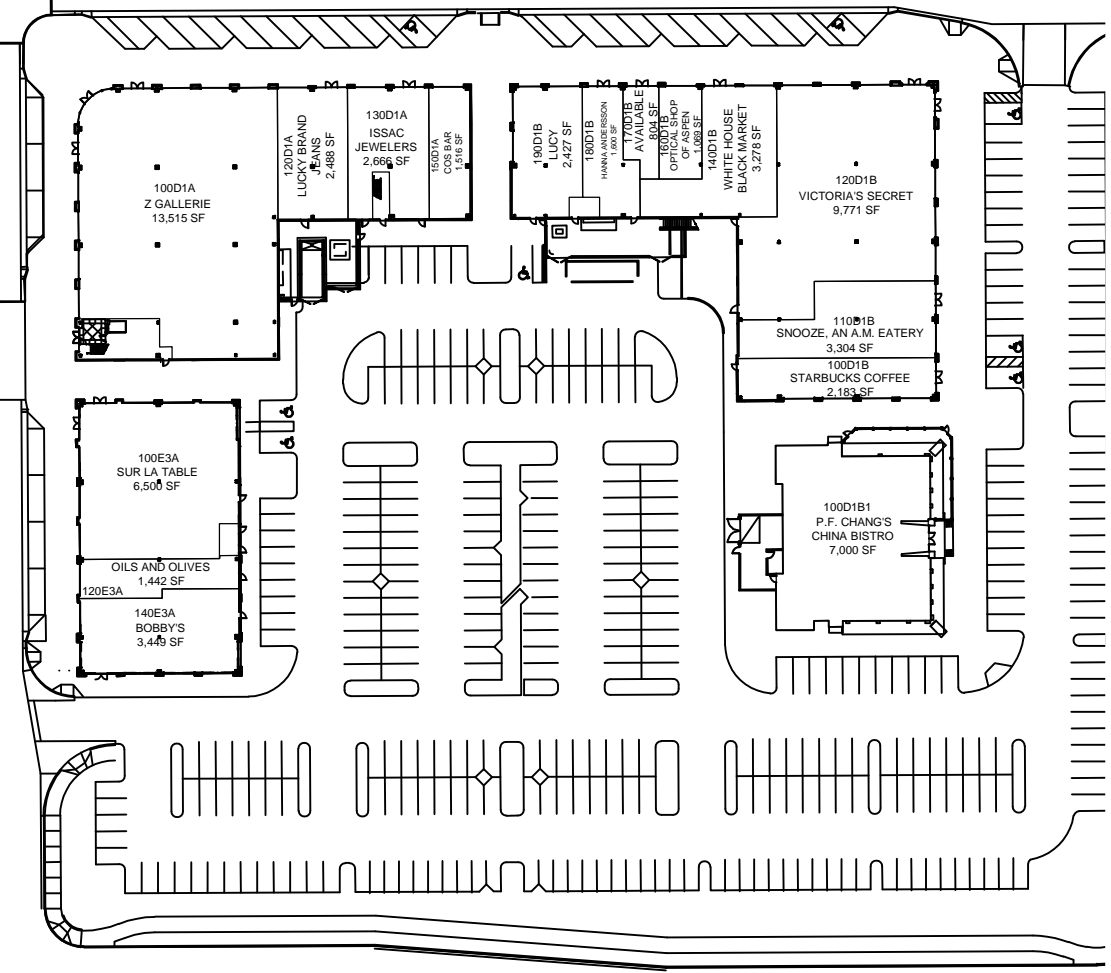 100D1A
Z GALLERIE
13,515 SF
120D1A
LUCKY BRAND
JEANS
2,488 SF
130D1A
ISSAC
JEWELERS
2,666 SF
150D1A
COS BAR
1,516 SF
190D1B
LUCY
2,427 SF
180D1B
HANNA ANDERSSON
1,600 SF
170D1B
AVAILABLE
804 SF
160D1B
OPTICAL SHOP
OF ASPEN
1,069 SF
140D1B
WHITE HOUSE
BLACK MARKET
3,278 SF
120D1B
VICTORIA'S SECRET
9,771 SF
110B1B
SNOOZE, AN A.M. EATERY
3,304 SF
100D1B
STARBUCKS COFFEE
2,183 SF
100E3A
SUR LA TABLE
6,500 SF
OILS AND OLIVES
1,442 SF
120E3A
140E3A
BOBBY'S
3,449 SF
100D1B1
P.F. CHANG'S
CHINA BISTRO
7,000 SF